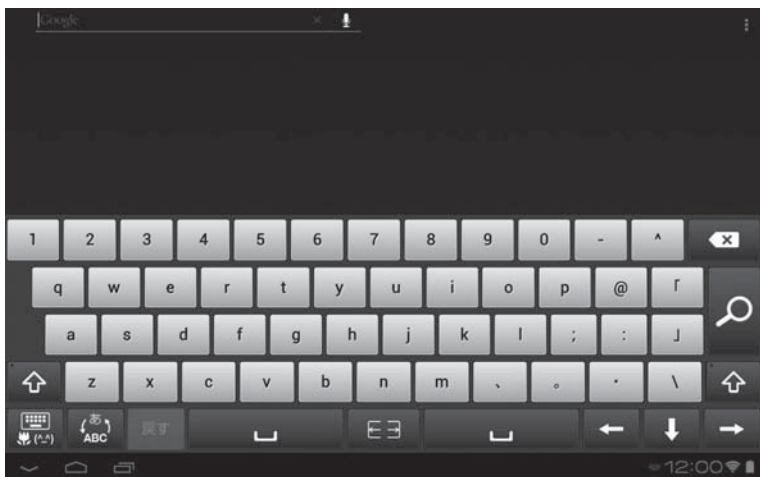 Google
1 2 3 4 5 6 7 8 9 0 - ^
q w e r t y u i o p @ 「
a s d f g h j k l ; : 」
z x c v b n m 、 。 ・ \
(^_^) あ ABC 戻す
12:00